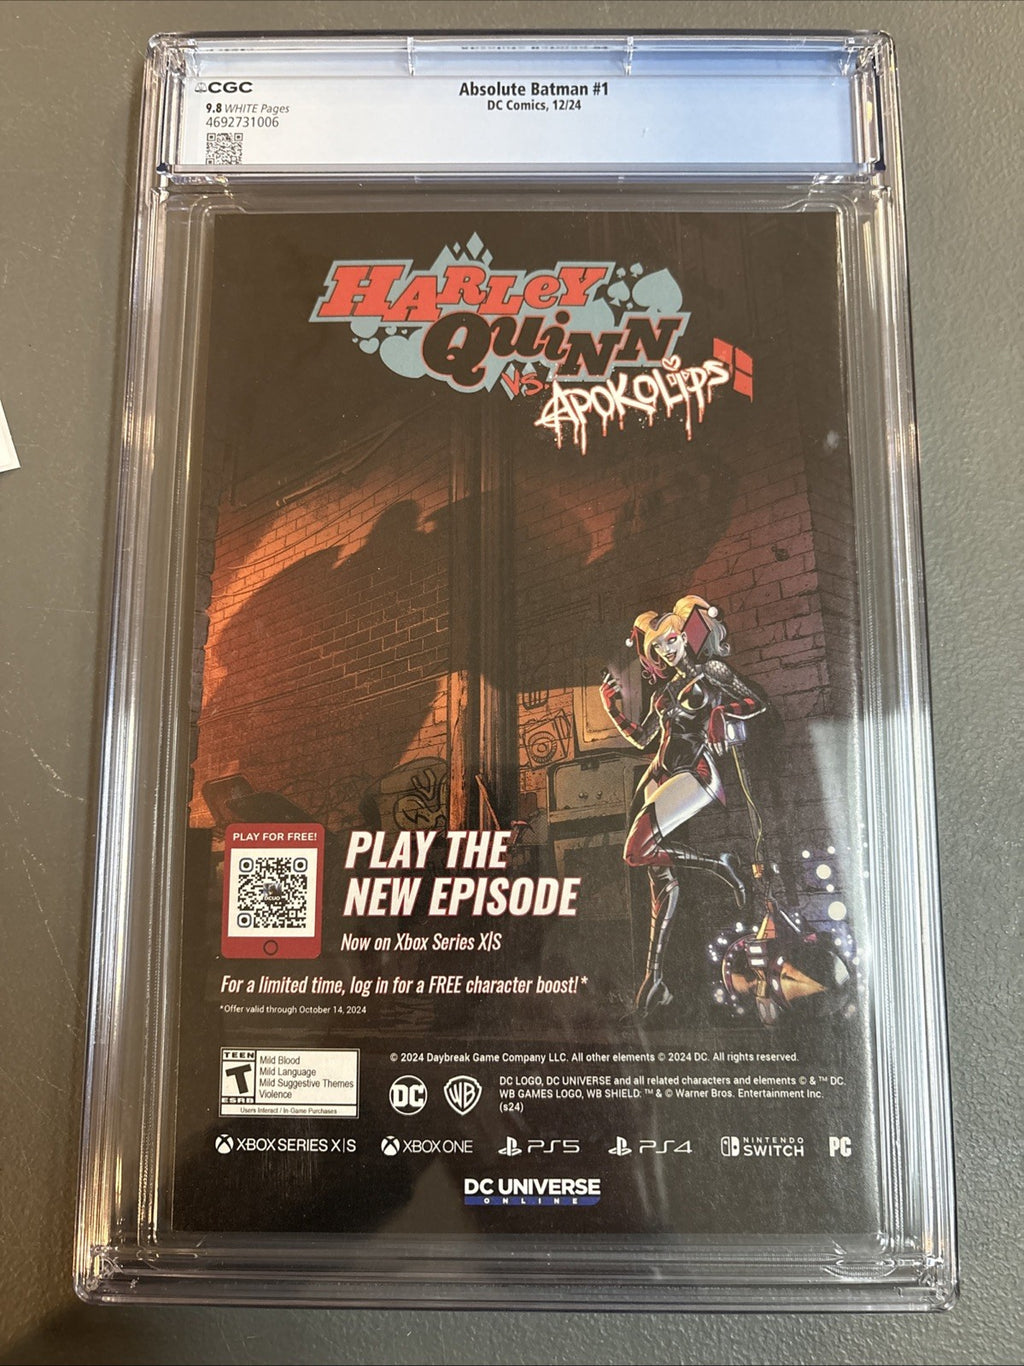 CGC
Absolute Batman #1
DC Comics, 12/24
9.8 WHITE Pages
4692731006
HARLEY
QUINN
VS. APOKOLIPS
PLAY FOR FREE!
DCUO
PLAY THE
NEW EPISODE
Now on Xbox Series X|S
For a limited time, log in for a FREE character boost!*
*Offer valid through October 14, 2024
TEEN
T
ESRB
Mild Blood
Mild Language
Mild Suggestive Themes
Violence
Users Interact / In-Game Purchases
© 2024 Daybreak Game Company LLC. All other elements © 2024 DC. All rights reserved.
DC
WB
DC LOGO, DC UNIVERSE and all related characters and elements © & ™ DC.
WB GAMES LOGO, WB SHIELD: ™ & © Warner Bros. Entertainment Inc.
(s24)
XBOX SERIES X|S
XBOX ONE
PS5
PS4
NINTENDO
SWITCH
PC
DC UNIVERSE
ONLINE